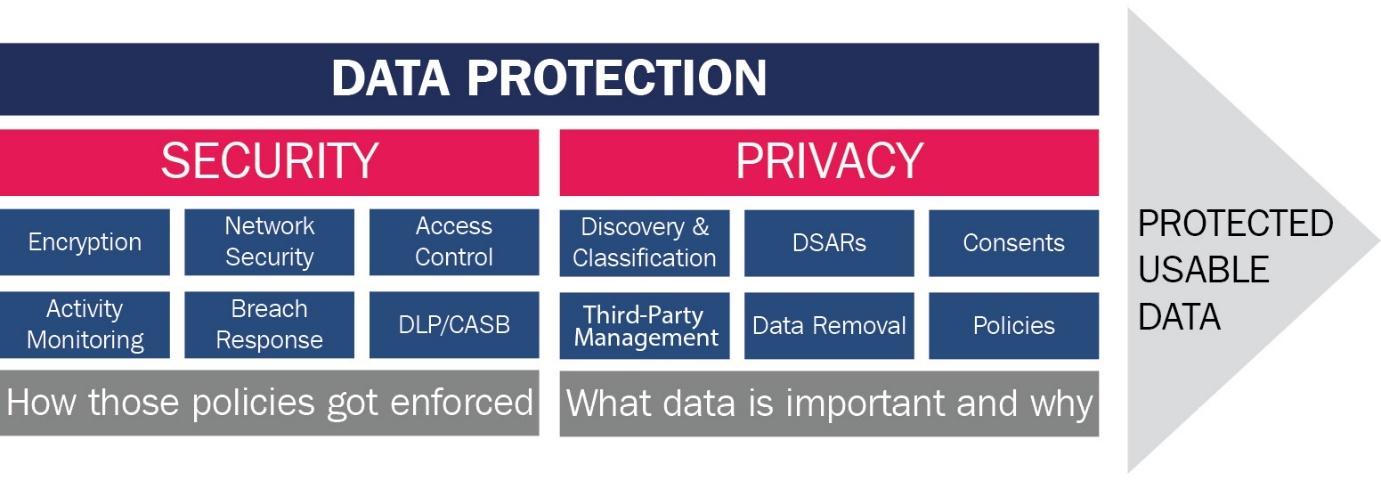 DATA PROTECTION
SECURITY
Encryption
Network
Security
Access
Control
Activity
Monitoring
Breach
Response
DLP/CASB
How those policies got enforced
PRIVACY
Discovery &
Classification
DSARs
Consents
Third-Party
Management
Data Removal
Policies
What data is important and why
PROTECTED
USABLE
DATA